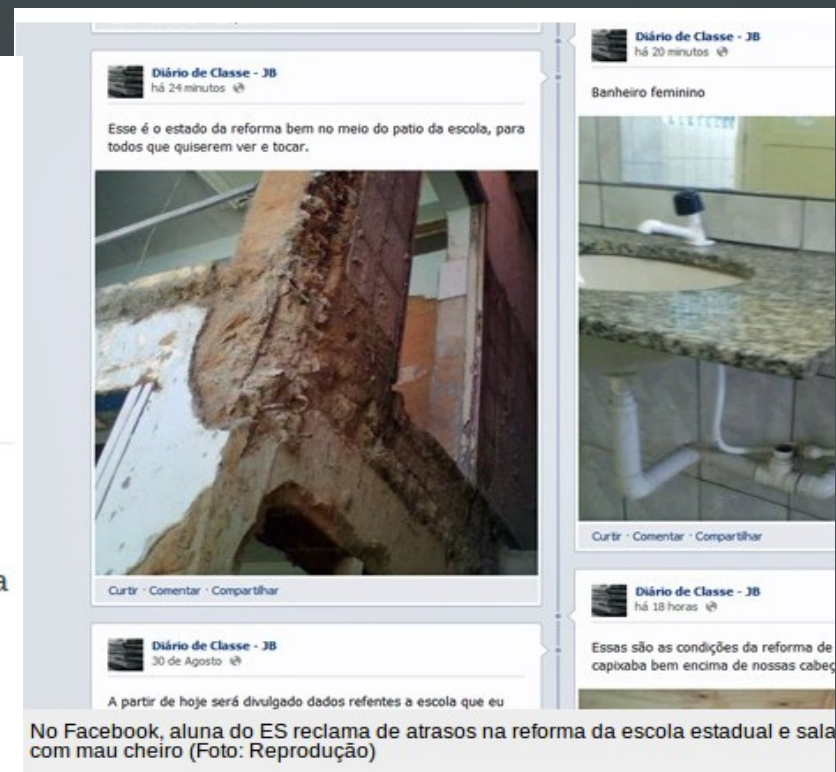 Diário de Classe - JB
há 24 minutos
Esse é o estado da reforma bem no meio do patio da escola, para
todos que quiserem ver e tocar.
Curtir · Comentar · Compartilhar
Diário de Classe - JB
30 de Agosto
A partir de hoje será divulgado dados refentes a escola que eu
Diário de Classe - JB
há 20 minutos
Banheiro feminino
Curtir · Comentar · Compartilhar
Diário de Classe - JB
há 18 horas
Essas são as condições da reforma de
capixaba bem encima de nossas cabeç
a
No Facebook, aluna do ES reclama de atrasos na reforma da escola estadual e sala
com mau cheiro (Foto: Reprodução)